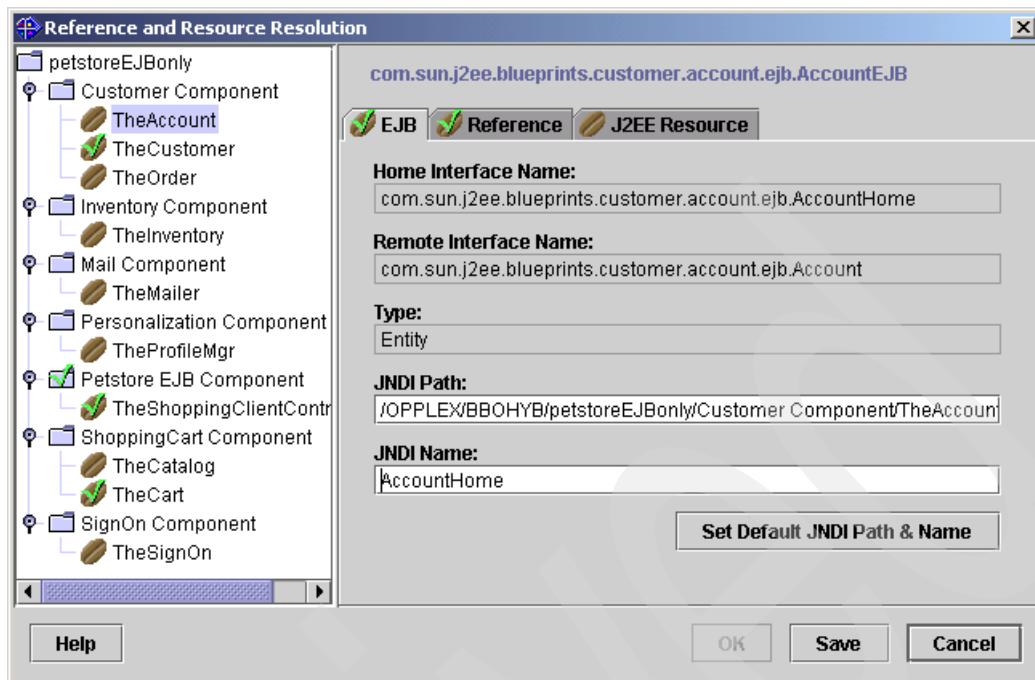 Reference and Resource Resolution
petstoreEJBonly
Customer Component
TheAccount
TheCustomer
TheOrder
Inventory Component
TheInventory
Mail Component
TheMailer
Personalization Component
TheProfileMgr
Petstore EJB Component
TheShoppingClientContr
ShoppingCart Component
TheCatalog
TheCart
SignOn Component
TheSignOn
com.sun.j2ee.blueprints.customer.account.ejb.AccountEJB
EJB Reference J2EE Resource
Home Interface Name:
com.sun.j2ee.blueprints.customer.account.ejb.AccountHome
Remote Interface Name:
com.sun.j2ee.blueprints.customer.account.ejb.Account
Type:
Entity
JNDI Path:
/OPPLEX/BBOHYB/petstoreEJBonly/Customer Component/TheAccount
JNDI Name:
AccountHome
Set Default JNDI Path & Name
Help OK Save Cancel